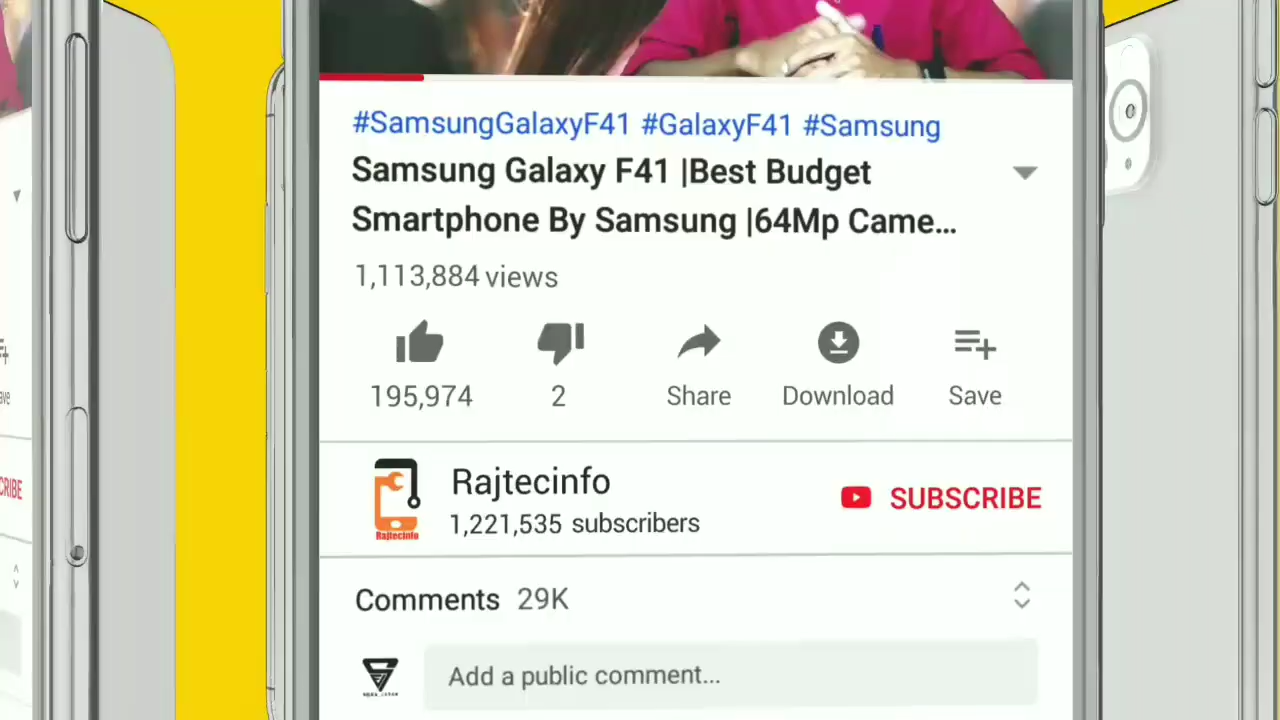 #SamsungGalaxyF41 #GalaxyF41 #Samsung
Samsung Galaxy F41 |Best Budget
Smartphone By Samsung |64Mp Came...
1,113,884 views
195,974
2
Share
Download
Save
Rajtecinfo
Rajtecinfo
1,221,535 subscribers
SUBSCRIBE
Comments 29K
Add a public comment...